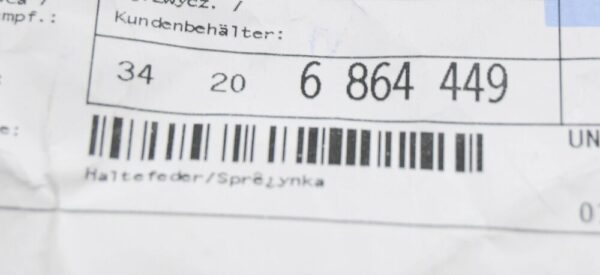 mpf.:
Kundenbehälter:
34 20 6 864 449
UN
Haltefeder/Sprężynka